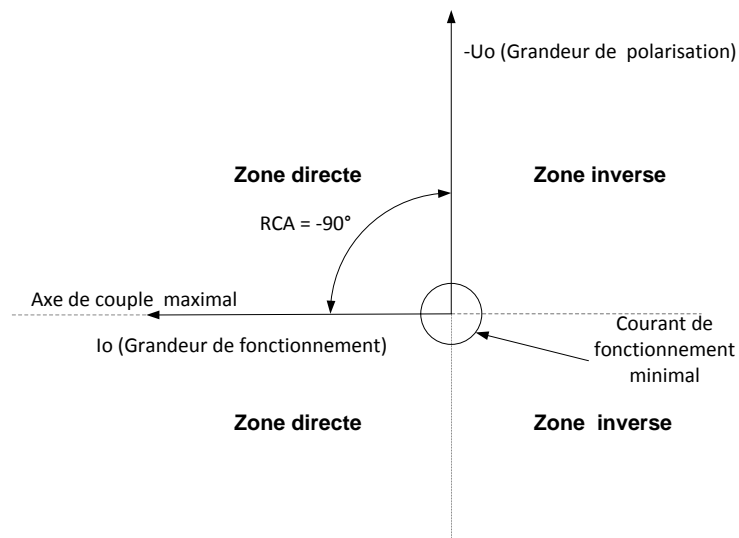 -Uo (Grandeur de polarisation)
Zone directe
Zone inverse
RCA = -90°
Axe de couple maximal
Io (Grandeur de fonctionnement)
Courant de
fonctionnement
minimal
Zone directe
Zone inverse